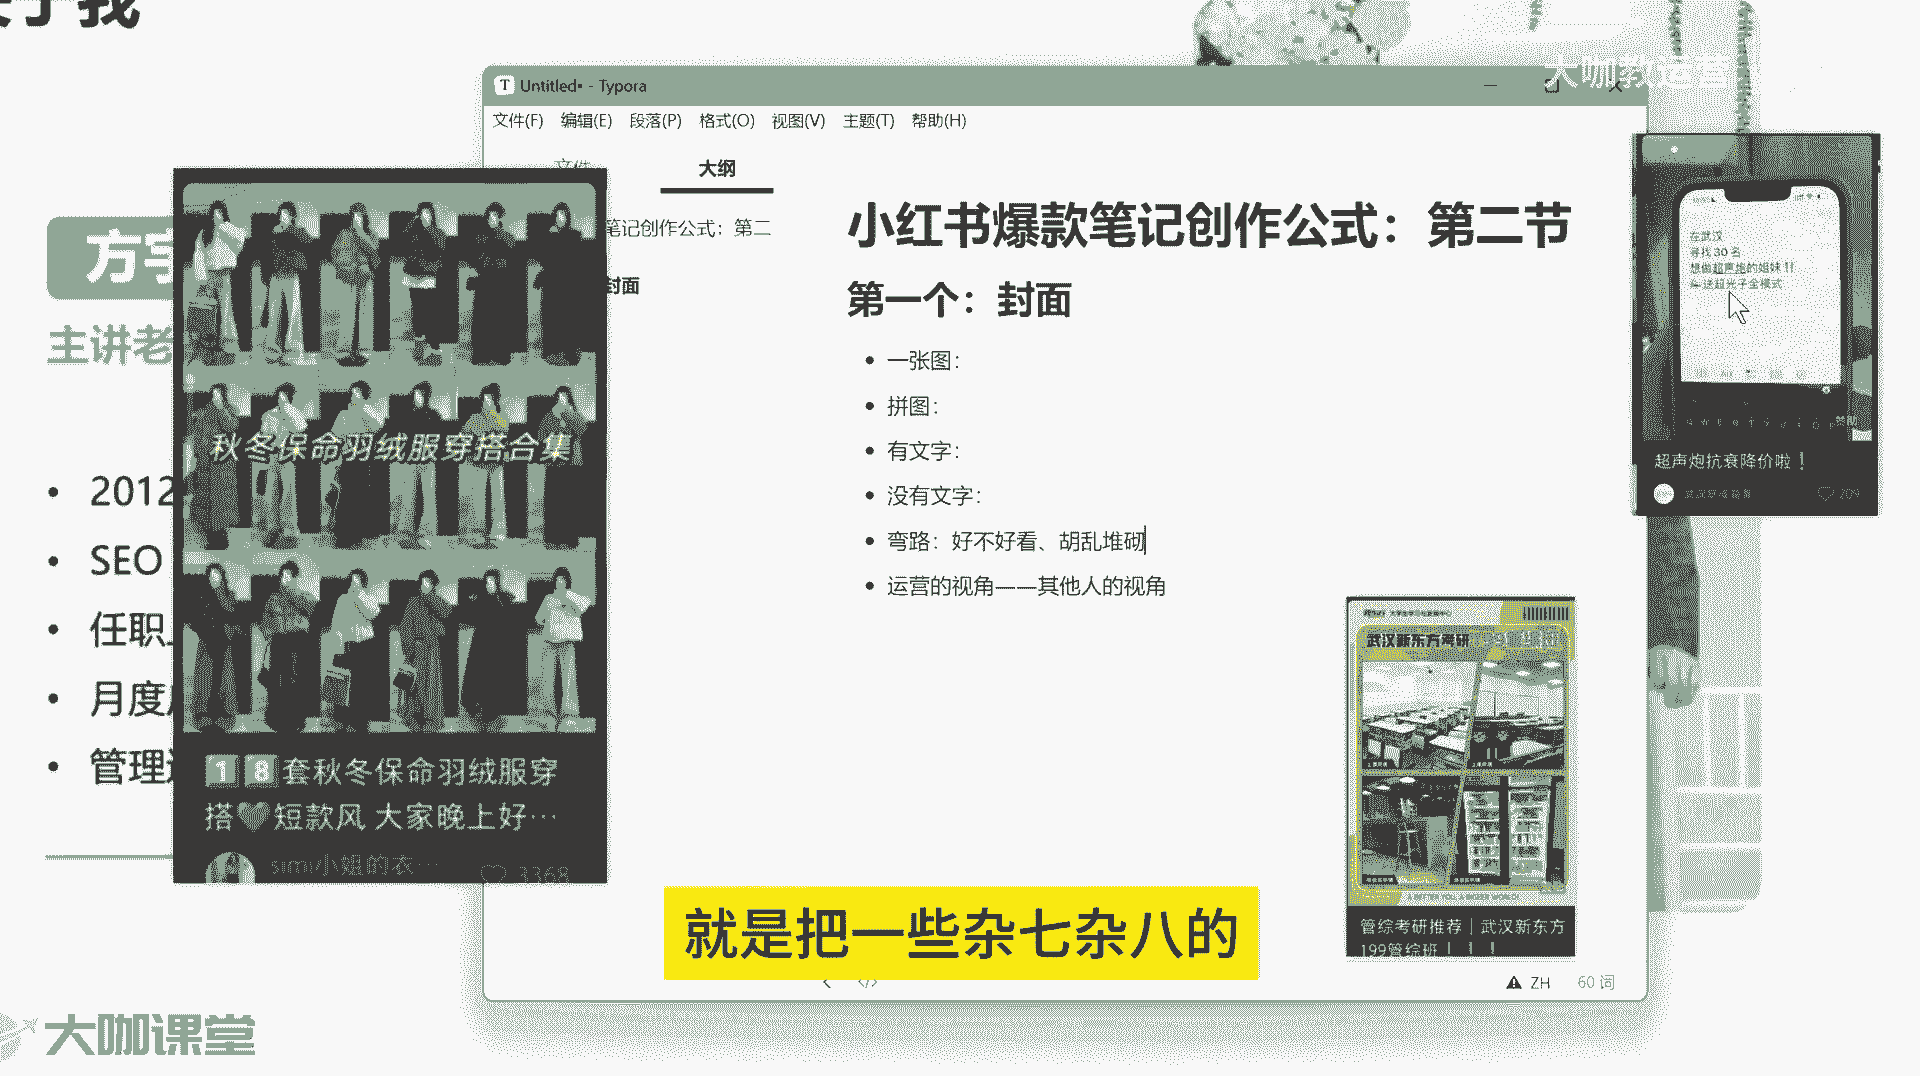 关于我
大咖教运营
Untitled• - Typora
文件(F) 编辑(E) 段落(P) 格式(O) 视图(V) 主题(T) 帮助(H)
文件
大纲
笔记创作公式：第二
封面
小红书爆款笔记创作公式：第二节
第一个：封面
一张图：
拼图：
有文字：
没有文字：
弯路：好不好看、胡乱堆砌
运营的视角——其他人的视角
方
主讲老
2012
SEO
任职
月度
管理
秋冬保命羽绒服穿搭合集
18套秋冬保命羽绒服穿
搭💚短款风 大家晚上好…
simi小姐的衣…
3368
在武汉
寻找 30 名
想做超声炮的姐妹!!
送超光子全模式
赞助
超声炮抗衰降价啦！
209
武汉新东方考研
管综考研推荐｜武汉新东方
199管综班！！！
就是把一些杂七杂八的
ZH
60 词
大咖课堂